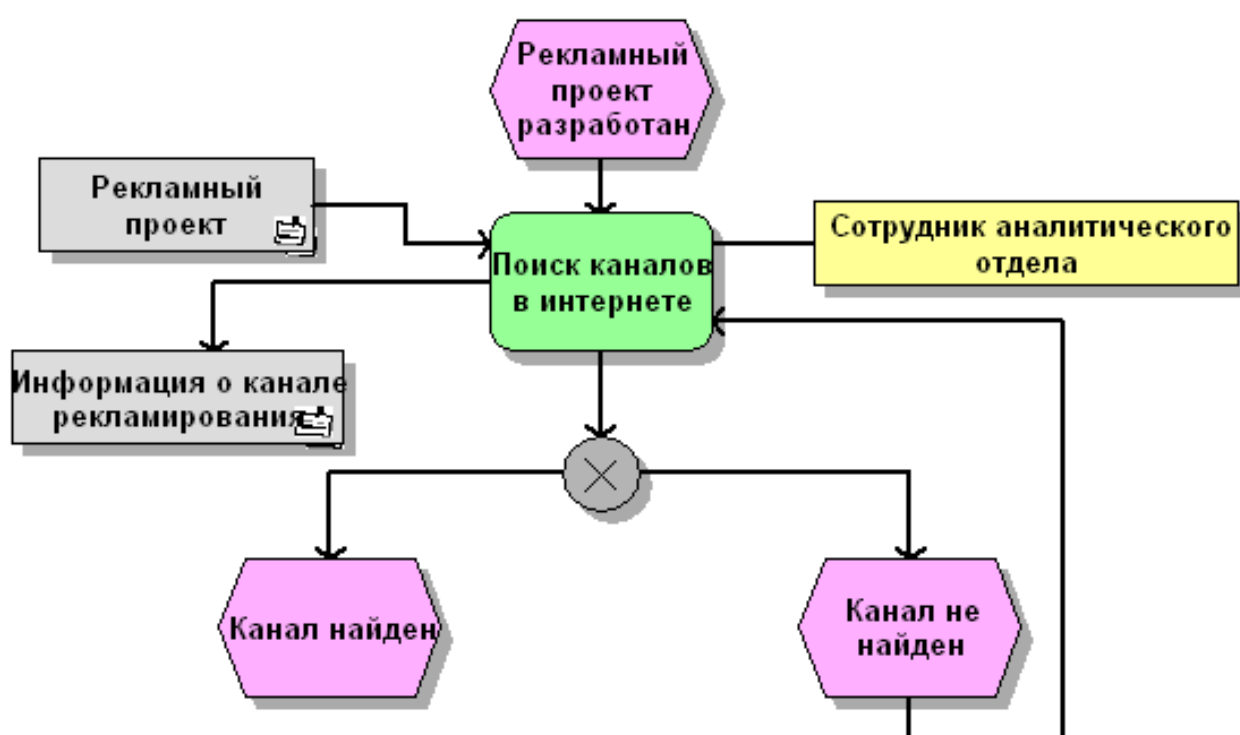 Рекламный
проект
разработан
Рекламный
проект
Поиск каналов
в интернете
Сотрудник аналитического
отдела
Информация о канале
рекламирования
Канал найден
Канал не
найден